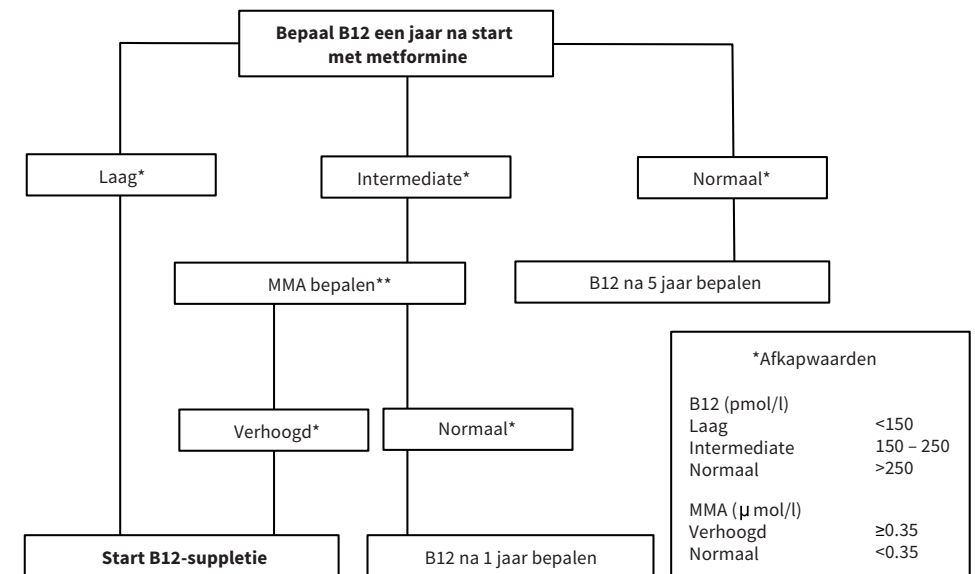 Bepaal B12 een jaar na start
met metformine
Laag*
Intermediate*
Normaal*
MMA bepalen**
B12 na 5 jaar bepalen
Verhoogd*
Normaal*
Start B12-suppletie
B12 na 1 jaar bepalen
*Afkapwaarden
B12 (pmol/l)
Laag <150
Intermediate 150 – 250
Normaal >250
MMA (µmol/l)
Verhoogd ≥0.35
Normaal <0.35